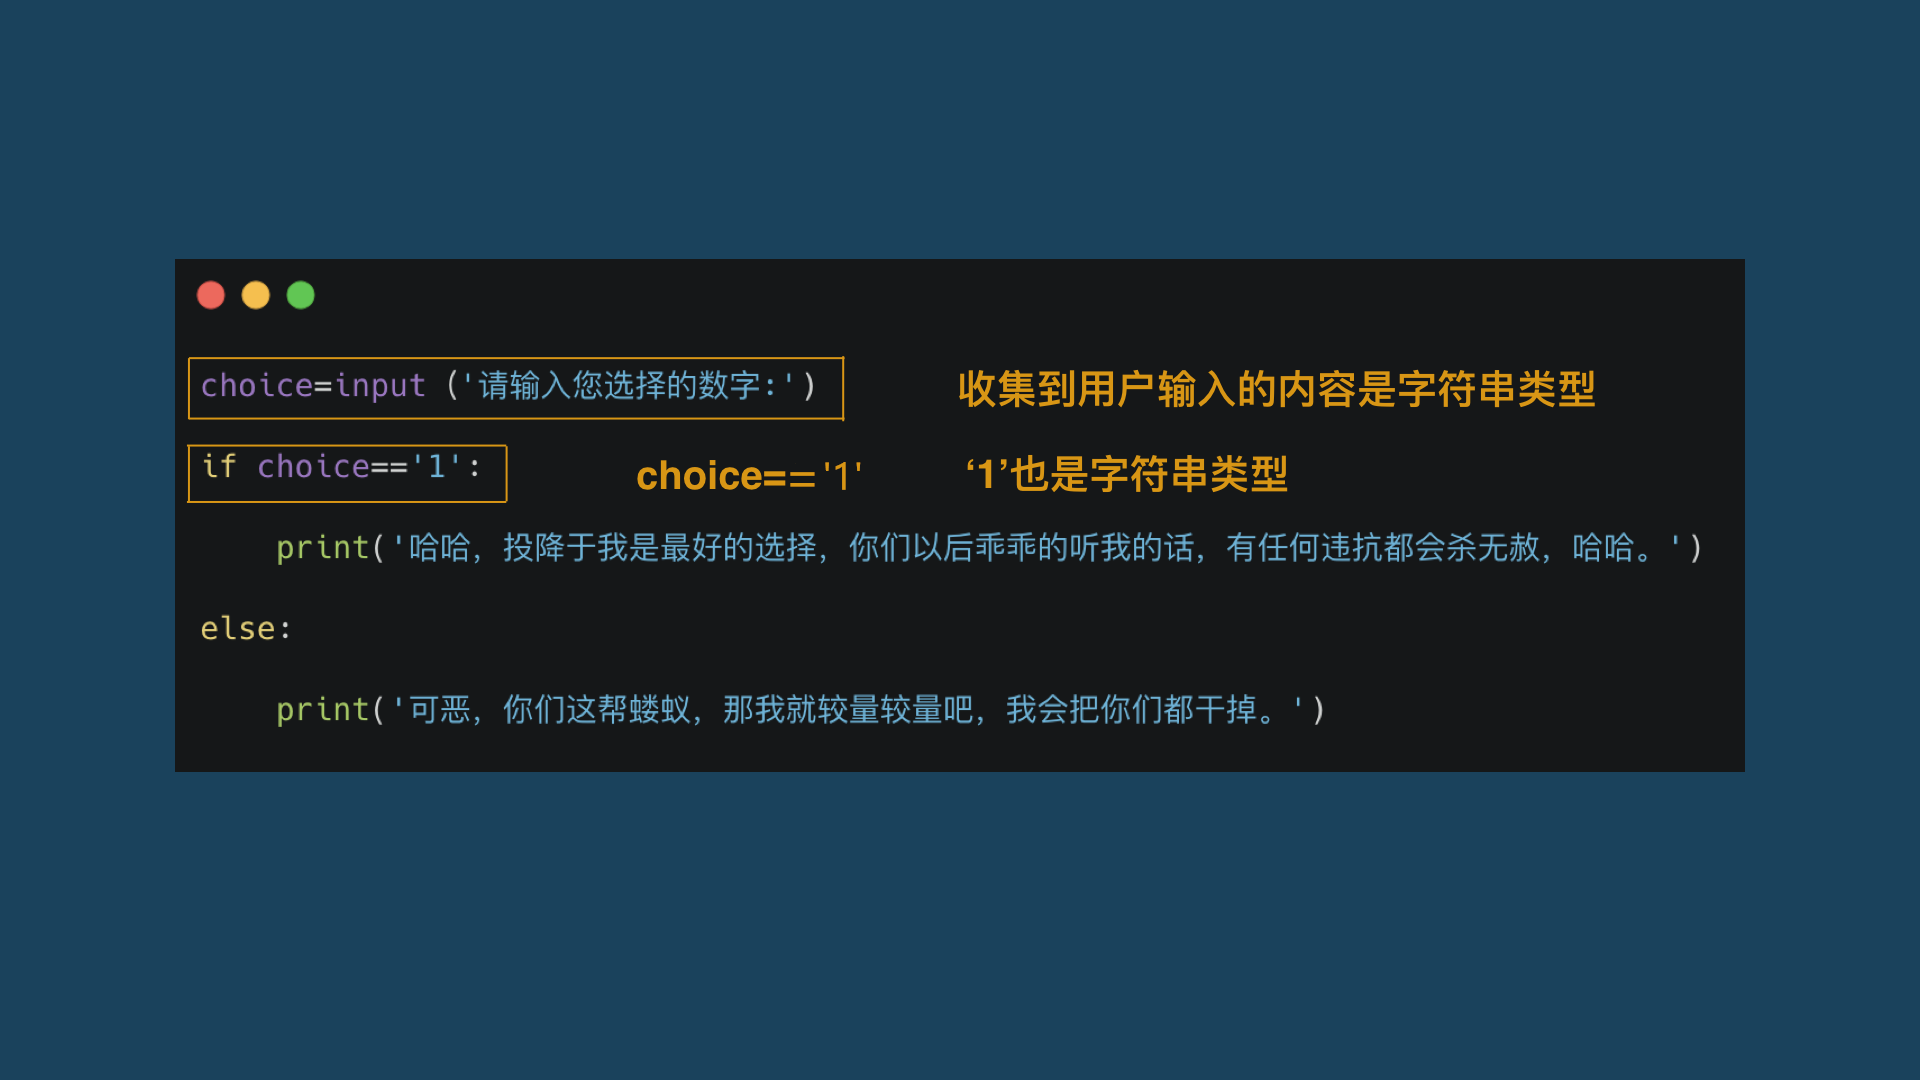 choice=input ('请输入您选择的数字:') 收集到用户输入的内容是字符串类型
if choice=='1': choice=='1' ‘1’也是字符串类型
print('哈哈，投降于我是最好的选择，你们以后乖乖的听我的话，有任何违抗都会杀无赦，哈哈。')
else:
print('可恶，你们这帮蝼蚁，那我就较量较量吧，我会把你们都干掉。')